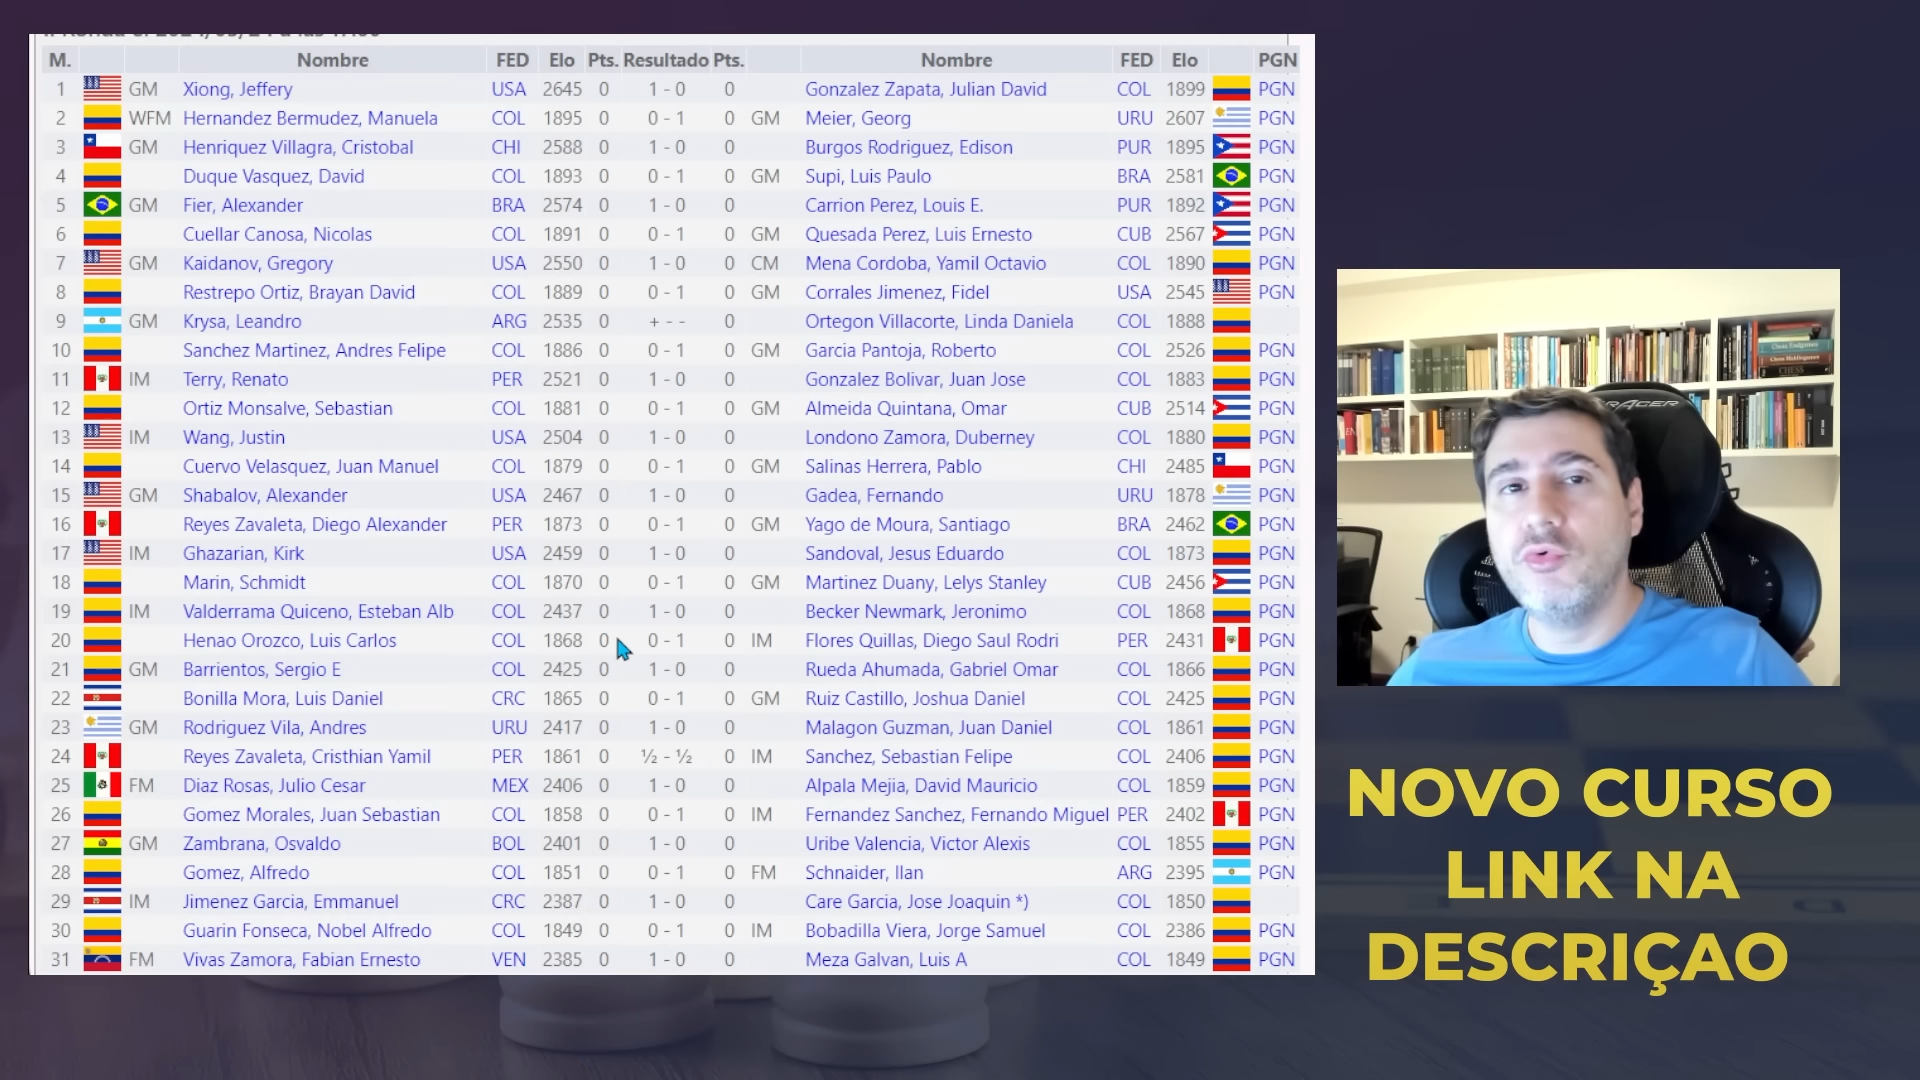 M. Nombre FED Elo Pts. Resultado Pts. Nombre FED Elo PGN
1 GM Xiong, Jeffery USA 2645 0 1 - 0 0 Gonzalez Zapata, Julian David COL 1899 PGN
2 WFM Hernandez Bermudez, Manuela COL 1895 0 0 - 1 0 GM Meier, Georg URU 2607 PGN
3 GM Henriquez Villagra, Cristobal CHI 2588 0 1 - 0 0 Burgos Rodriguez, Edison PUR 1895 PGN
4 Duque Vasquez, David COL 1893 0 0 - 1 0 GM Supi, Luis Paulo BRA 2581 PGN
5 GM Fier, Alexander BRA 2574 0 1 - 0 0 Carrion Perez, Louis E. PUR 1892 PGN
6 Cuellar Canosa, Nicolas COL 1891 0 0 - 1 0 GM Quesada Perez, Luis Ernesto CUB 2567 PGN
7 GM Kaidanov, Gregory USA 2550 0 1 - 0 0 CM Mena Cordoba, Yamil Octavio COL 1890 PGN
8 Restrepo Ortiz, Brayan David COL 1889 0 0 - 1 0 GM Corrales Jimenez, Fidel USA 2545 PGN
9 GM Krysa, Leandro ARG 2535 0 + - - 0 Ortegon Villacorte, Linda Daniela COL 1888
10 Sanchez Martinez, Andres Felipe COL 1886 0 0 - 1 0 GM Garcia Pantoja, Roberto COL 2526 PGN
11 IM Terry, Renato PER 2521 0 1 - 0 0 Gonzalez Bolivar, Juan Jose COL 1883 PGN
12 Ortiz Monsalve, Sebastian COL 1881 0 0 - 1 0 GM Almeida Quintana, Omar CUB 2514 PGN
13 IM Wang, Justin USA 2504 0 1 - 0 0 Londono Zamora, Duberney COL 1880 PGN
14 Cuervo Velasquez, Juan Manuel COL 1879 0 0 - 1 0 GM Salinas Herrera, Pablo CHI 2485 PGN
15 GM Shabalov, Alexander USA 2467 0 1 - 0 0 Gadea, Fernando URU 1878 PGN
16 Reyes Zavaleta, Diego Alexander PER 1873 0 0 - 1 0 GM Yago de Moura, Santiago BRA 2462 PGN
17 IM Ghazarian, Kirk USA 2459 0 1 - 0 0 Sandoval, Jesus Eduardo COL 1873 PGN
18 Marin, Schmidt COL 1870 0 0 - 1 0 GM Martinez Duany, Lelys Stanley CUB 2456 PGN
19 IM Valderrama Quiceno, Esteban Alb COL 2437 0 1 - 0 0 Becker Newmark, Jeronimo COL 1868 PGN
20 Henao Orozco, Luis Carlos COL 1868 0 0 - 1 0 IM Flores Quillas, Diego Saul Rodri PER 2431 PGN
21 GM Barrientos, Sergio E COL 2425 0 1 - 0 0 Rueda Ahumada, Gabriel Omar COL 1866 PGN
22 Bonilla Mora, Luis Daniel CRC 1865 0 0 - 1 0 GM Ruiz Castillo, Joshua Daniel COL 2425 PGN
23 GM Rodriguez Vila, Andres URU 2417 0 1 - 0 0 Malagon Guzman, Juan Daniel COL 1861 PGN
24 Reyes Zavaleta, Cristhian Yamil PER 1861 0 ½ - ½ 0 IM Sanchez, Sebastian Felipe COL 2406 PGN
25 FM Diaz Rosas, Julio Cesar MEX 2406 0 1 - 0 0 Alpala Mejia, David Mauricio COL 1859 PGN
26 Gomez Morales, Juan Sebastian COL 1858 0 0 - 1 0 IM Fernandez Sanchez, Fernando Miguel PER 2402 PGN
27 GM Zambrana, Osvaldo BOL 2401 0 1 - 0 0 Uribe Valencia, Victor Alexis COL 1855 PGN
28 Gomez, Alfredo COL 1851 0 0 - 1 0 FM Schnaider, Ilan ARG 2395 PGN
29 IM Jimenez Garcia, Emmanuel CRC 2387 0 1 - 0 0 Care Garcia, Jose Joaquin *) COL 1850
30 Guarin Fonseca, Nobel Alfredo COL 1849 0 0 - 1 0 IM Bobadilla Viera, Jorge Samuel COL 2386 PGN
31 FM Vivas Zamora, Fabian Ernesto VEN 2385 0 1 - 0 0 Meza Galvan, Luis A COL 1849 PGN
NOVO CURSO
LINK NA
DESCRIÇAO